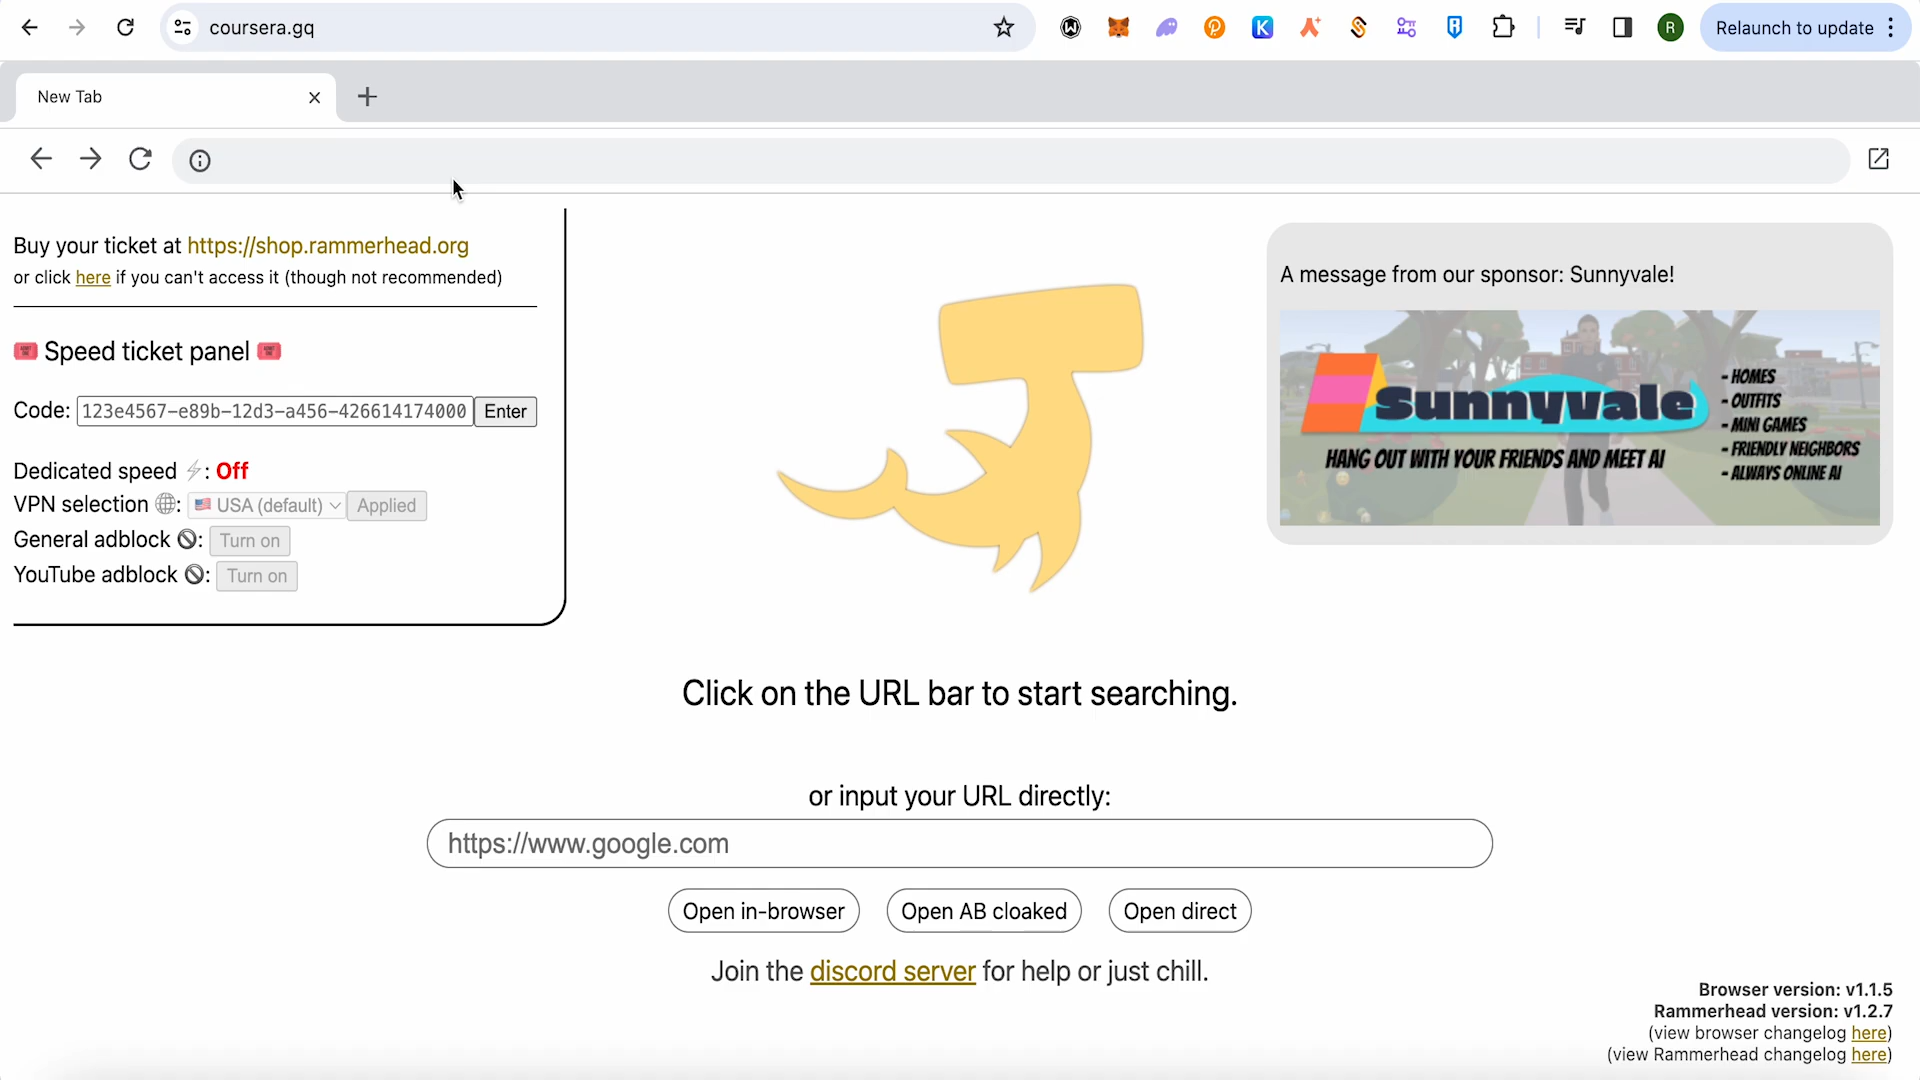 coursera.gq
R
Relaunch to update
New Tab
Buy your ticket at https://shop.rammerhead.org
or click here if you can't access it (though not recommended)
Speed ticket panel
Code: 123e4567-e89b-12d3-a456-426614174000 Enter
Dedicated speed ⚡: Off
VPN selection 🌐: 🇺🇸 USA (default) Applied
General adblock 🚫: Turn on
YouTube adblock 🚫: Turn on
A message from our sponsor: Sunnyvale!
Sunnyvale
HANG OUT WITH YOUR FRIENDS AND MEET AI
- HOMES
- OUTFITS
- MINI GAMES
- FRIENDLY NEIGHBORS
- ALWAYS ONLINE AI
Click on the URL bar to start searching.
or input your URL directly:
https://www.google.com
Open in-browser
Open AB cloaked
Open direct
Join the discord server for help or just chill.
Browser version: v1.1.5
Rammerhead version: v1.2.7
(view browser changelog here)
(view Rammerhead changelog here)